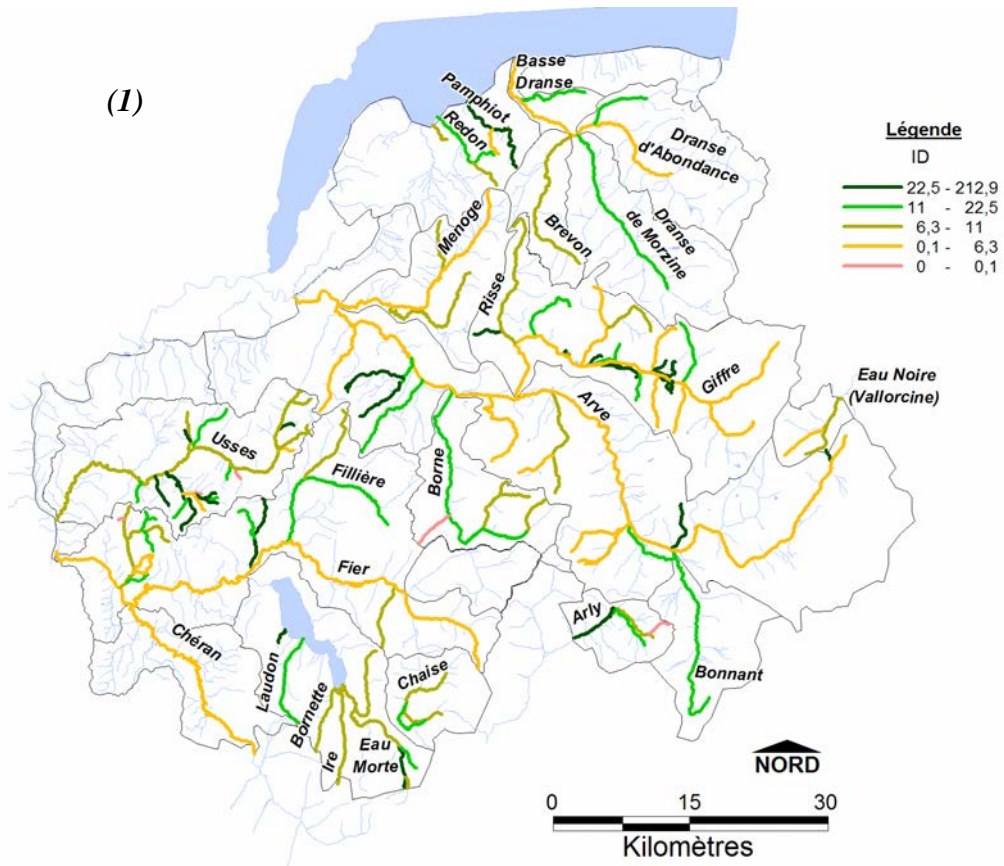 (1)
Basse
Dranse
Pamphiot
Redon
Dranse
d'Abondance
Légende
ID
22,5 - 212,9
11 - 22,5
6,3 - 11
0,1 - 6,3
0 - 0,1
Menoge
Brevon
Dranse
de Morzine
Risse
Giffre
Eau Noire
(Vallorcine)
Arve
Usses
Fillière
Borne
Fier
Arly
Chéran
Laudon
Bornette
Chaise
Bonnant
Ire
Eau
Morte
NORD
0 15 30
Kilomètres